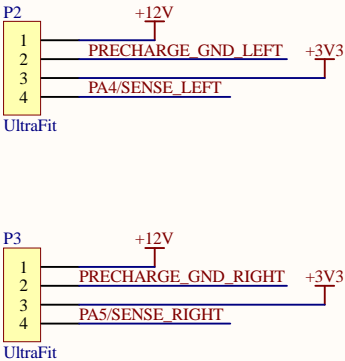 P2
+12V
1
PRECHARGE_GND_LEFT
+3V3
2
3
PA4/SENSE_LEFT
4
UltraFit
P3
+12V
1
PRECHARGE_GND_RIGHT
+3V3
2
3
PA5/SENSE_RIGHT
4
UltraFit